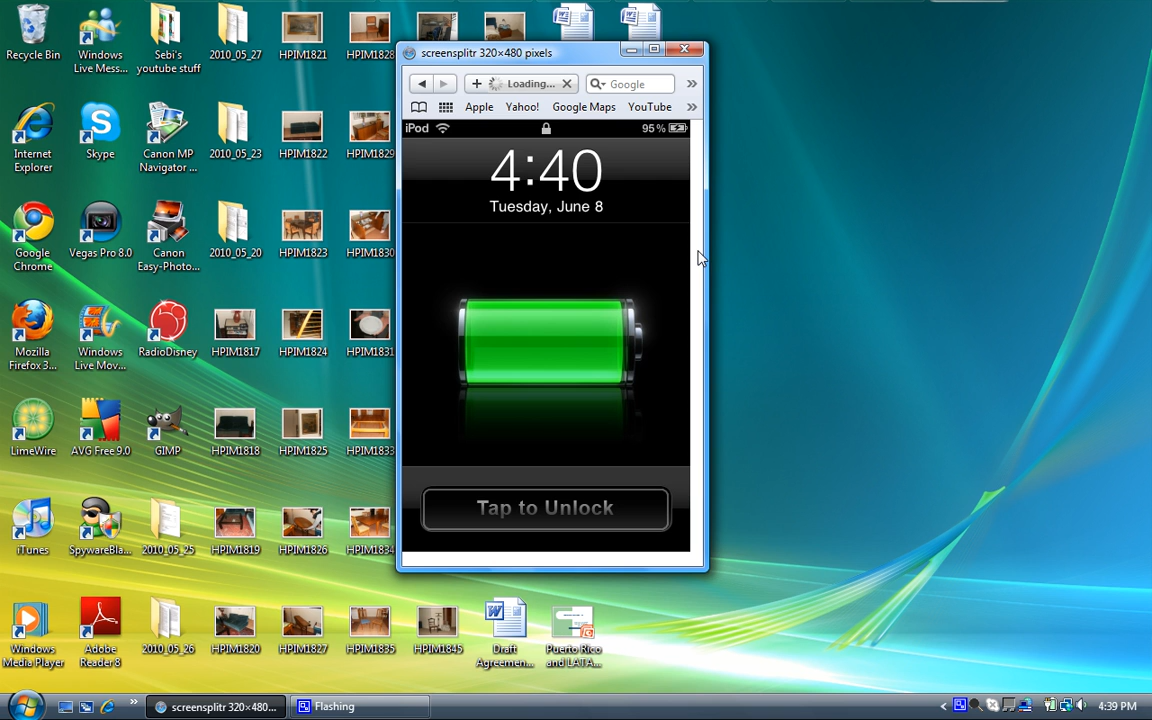 screensplitr 320×480 pixels
Loading...
Google
Apple
Yahoo!
Google Maps
YouTube
iPod
95%
4:40
Tuesday, June 8
Tap to Unlock
Recycle Bin
Windows
Live Mess...
Sebi's
youtube stuff
2010_05_27
HPIM1821
HPIM1828
Internet
Explorer
Skype
Canon MP
Navigator ...
2010_05_23
HPIM1822
HPIM1829
Google
Chrome
Vegas Pro 8.0
Canon
Easy-Photo...
2010_05_20
HPIM1823
HPIM1830
Mozilla
Firefox 3...
Windows
Live Mov...
RadioDisney
HPIM1817
HPIM1824
HPIM1831
LimeWire
AVG Free 9.0
GIMP
HPIM1818
HPIM1825
HPIM1833
iTunes
SpywareBla...
2010_05_25
HPIM1819
HPIM1826
HPIM1834
Windows
Media Player
Adobe
Reader 8
2010_05_26
HPIM1820
HPIM1827
HPIM1835
HPIM1845
Draft
Agreemen...
Puerto Rico
and LATA...
screensplitr 320×480...
Flashing
4:39 PM